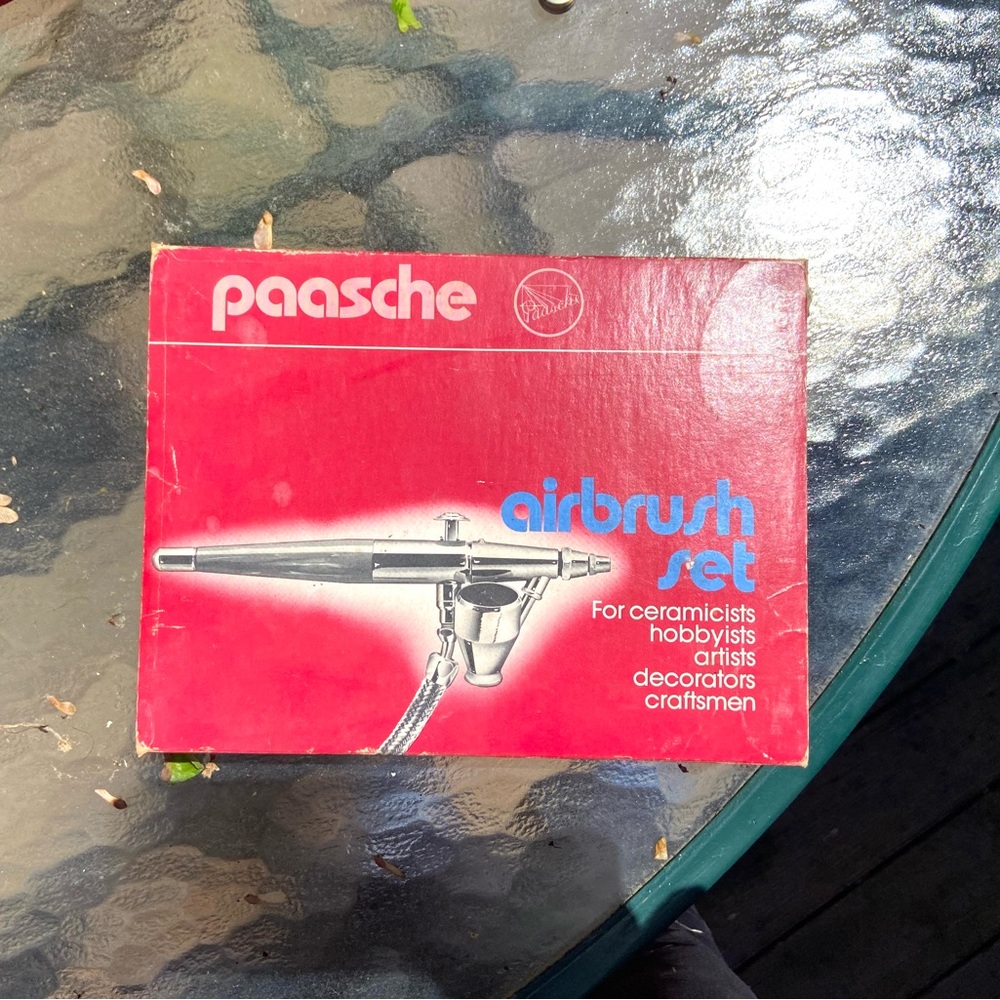 paasche
Paasche
airbrush
set
For ceramicists
hobbyists
artists
decorators
craftsmen